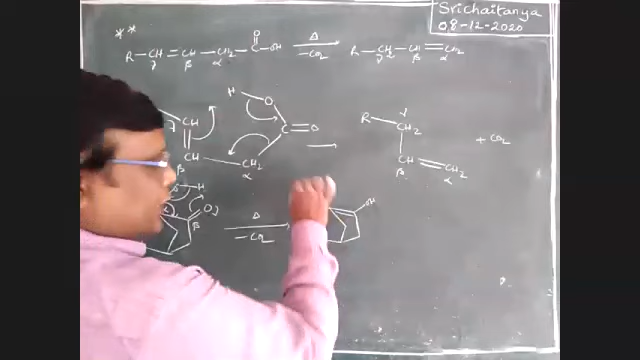 Srichaitanya
08-12-2020
**
R-CH=CH-CH2-C-OH
O
Δ
-CO2
R-CH2-CH=CH2
γ β α
γ β α
H
O
CH
γ
C=O
R
γ
CH2
+ CO2
CH
β
CH2
α
CH=CH2
β α
H
O
β
Δ
-CO2
OH